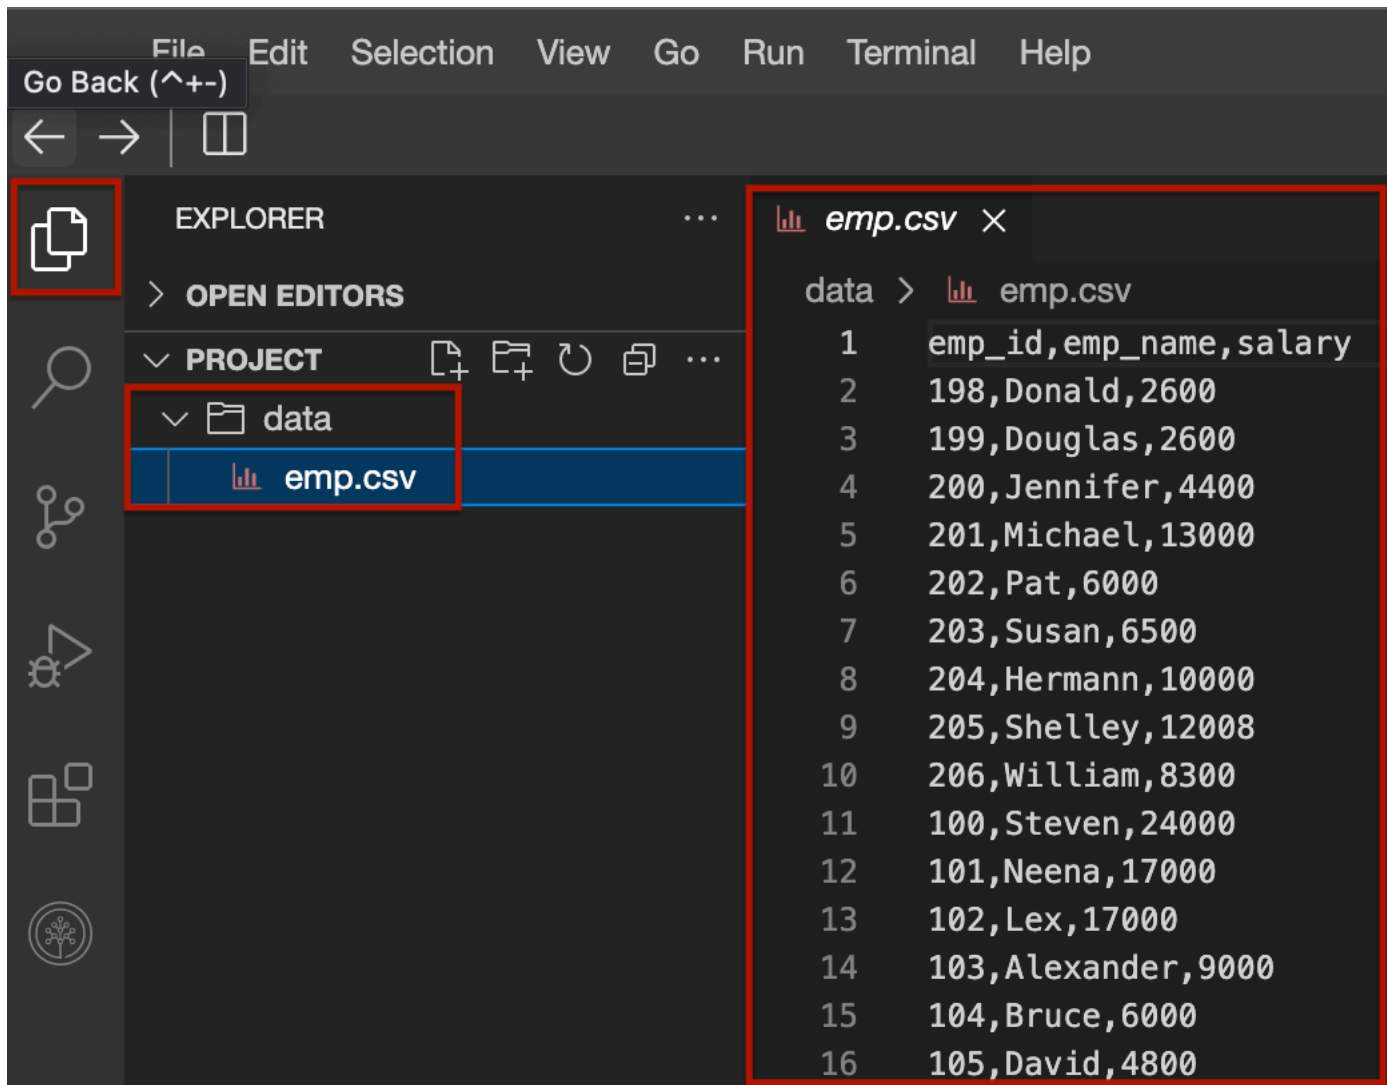 File Edit Selection View Go Run Terminal Help
Go Back (^+-)
EXPLORER
OPEN EDITORS
PROJECT
data
emp.csv
emp.csv
data > emp.csv
1 emp_id,emp_name,salary
2 198,Donald,2600
3 199,Douglas,2600
4 200,Jennifer,4400
5 201,Michael,13000
6 202,Pat,6000
7 203,Susan,6500
8 204,Hermann,10000
9 205,Shelley,12008
10 206,William,8300
11 100,Steven,24000
12 101,Neena,17000
13 102,Lex,17000
14 103,Alexander,9000
15 104,Bruce,6000
16 105,David,4800